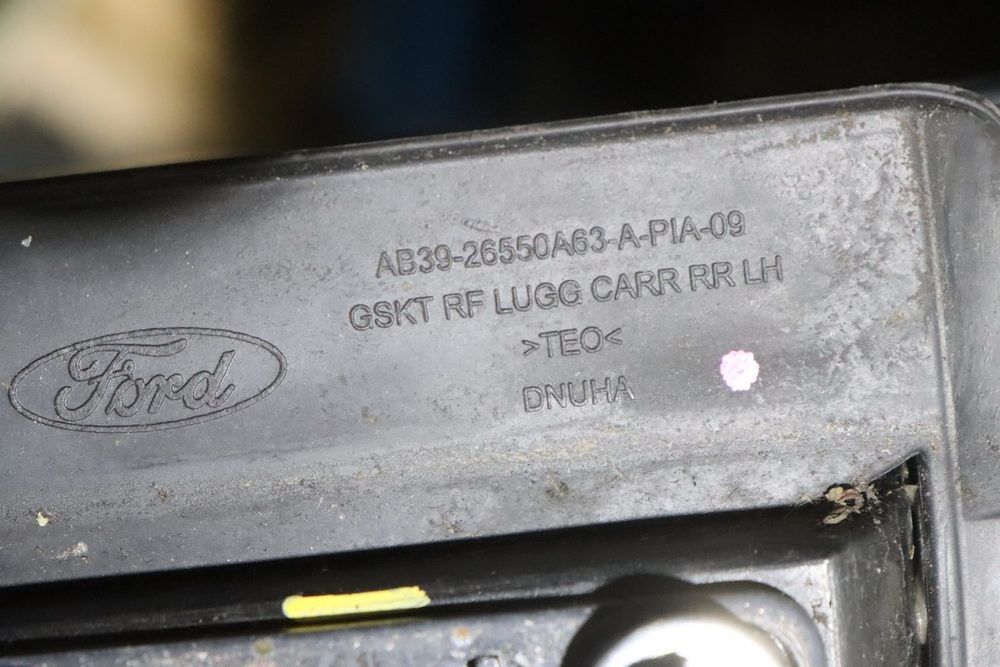 AB39-26550A63-A-PIA-09
GSKT RF LUGG CARR RR LH
>TEO<
Ford
DNUHA